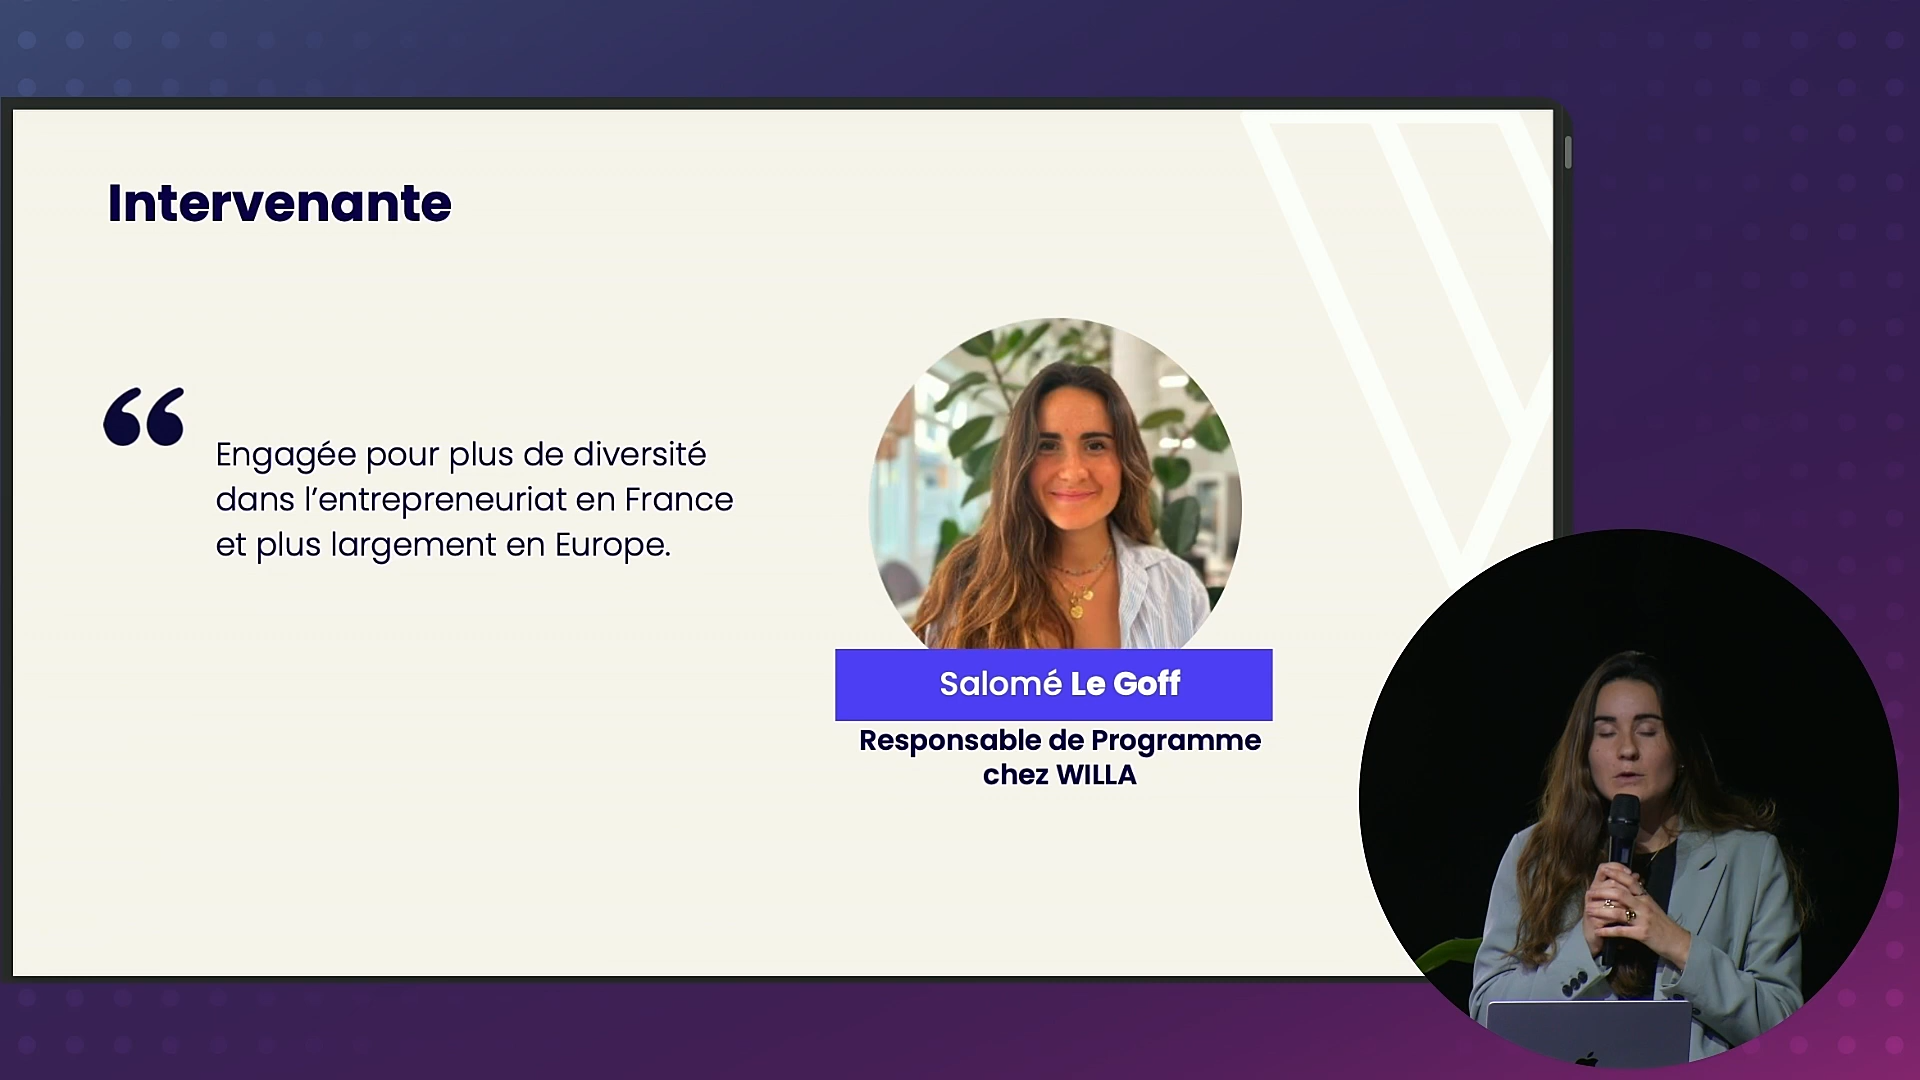 Intervenante
“
Engagée pour plus de diversité
dans l’entrepreneuriat en France
et plus largement en Europe.
Salomé Le Goff
Responsable de Programme
chez WILLA